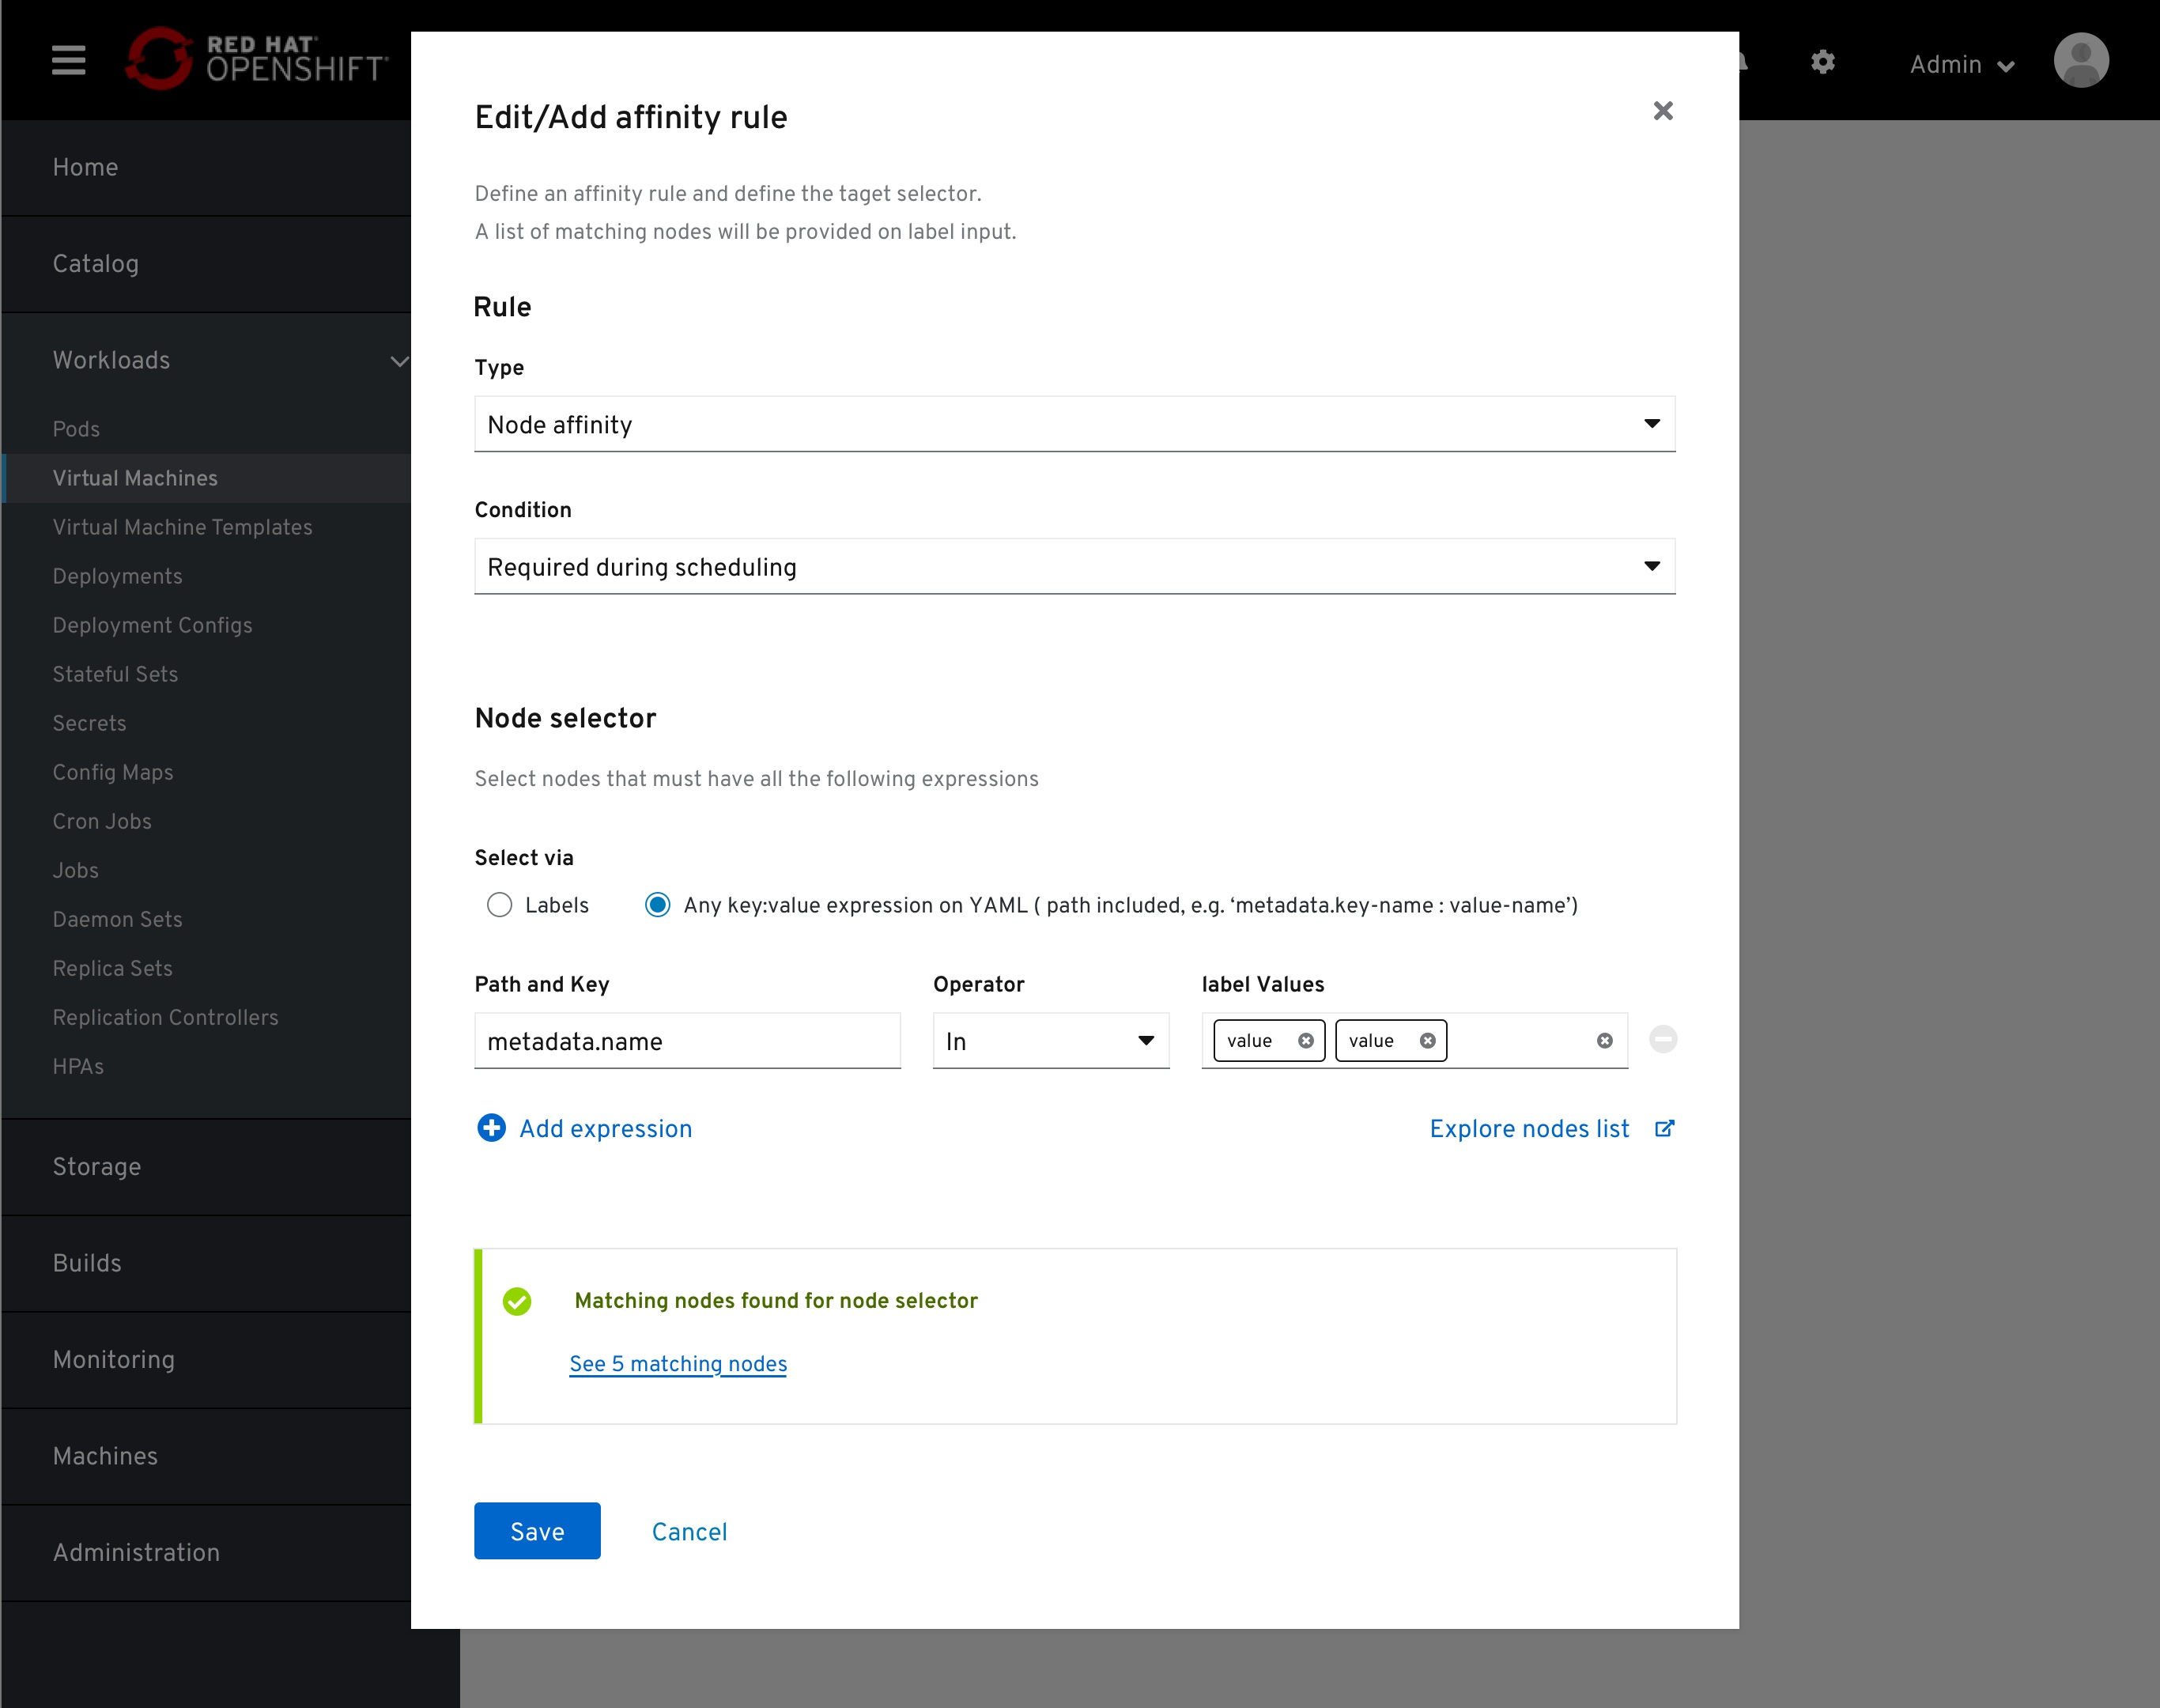 RED HAT
OPENSHIFT
Admin
Home
Catalog
Workloads
Pods
Virtual Machines
Virtual Machine Templates
Deployments
Deployment Configs
Stateful Sets
Secrets
Config Maps
Cron Jobs
Jobs
Daemon Sets
Replica Sets
Replication Controllers
HPAs
Storage
Builds
Monitoring
Machines
Administration
Edit/Add affinity rule
Define an affinity rule and define the taget selector.
A list of matching nodes will be provided on label input.
Rule
Type
Node affinity
Condition
Required during scheduling
Node selector
Select nodes that must have all the following expressions
Select via
Labels Any key:value expression on YAML ( path included, e.g. ‘metadata.key-name : value-name’)
Path and Key Operator label Values
metadata.name In value value
Add expression Explore nodes list
Matching nodes found for node selector
See 5 matching nodes
Save Cancel